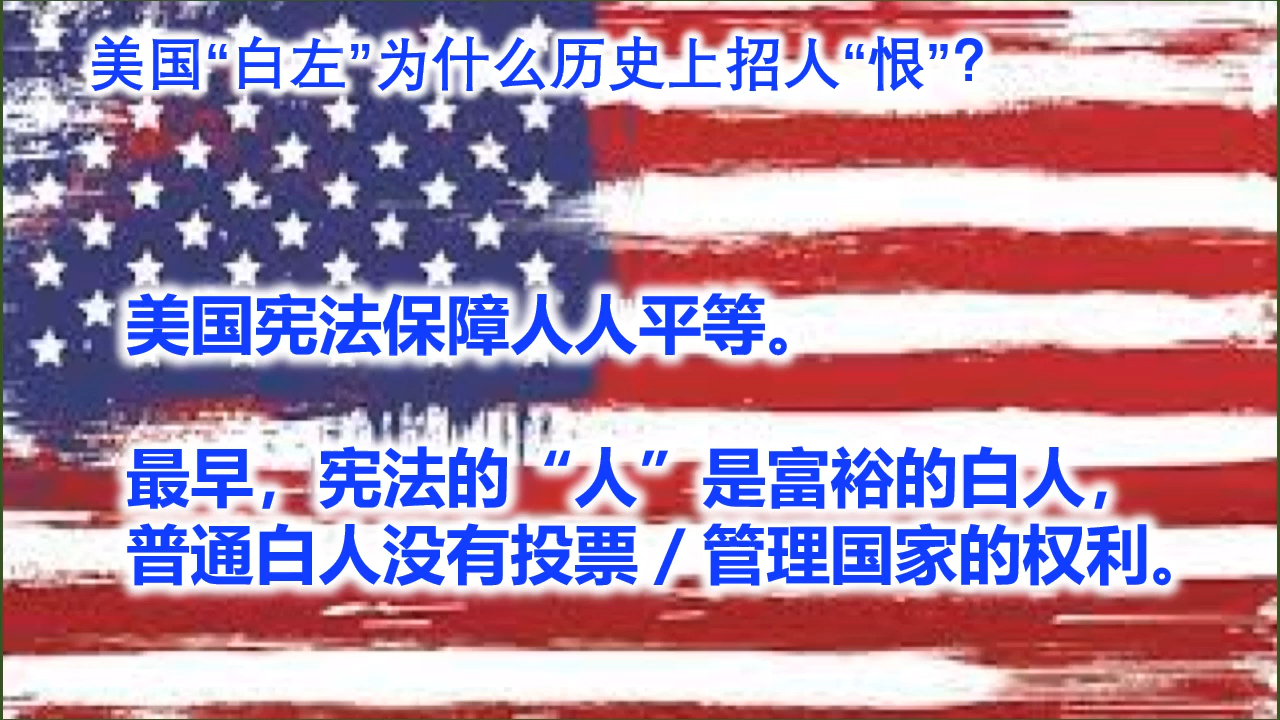 美国“白左”为什么历史上招人“恨”?
美国宪法保障人人平等。
最早，宪法的“人”是富裕的白人，
普通白人没有投票/管理国家的权利。